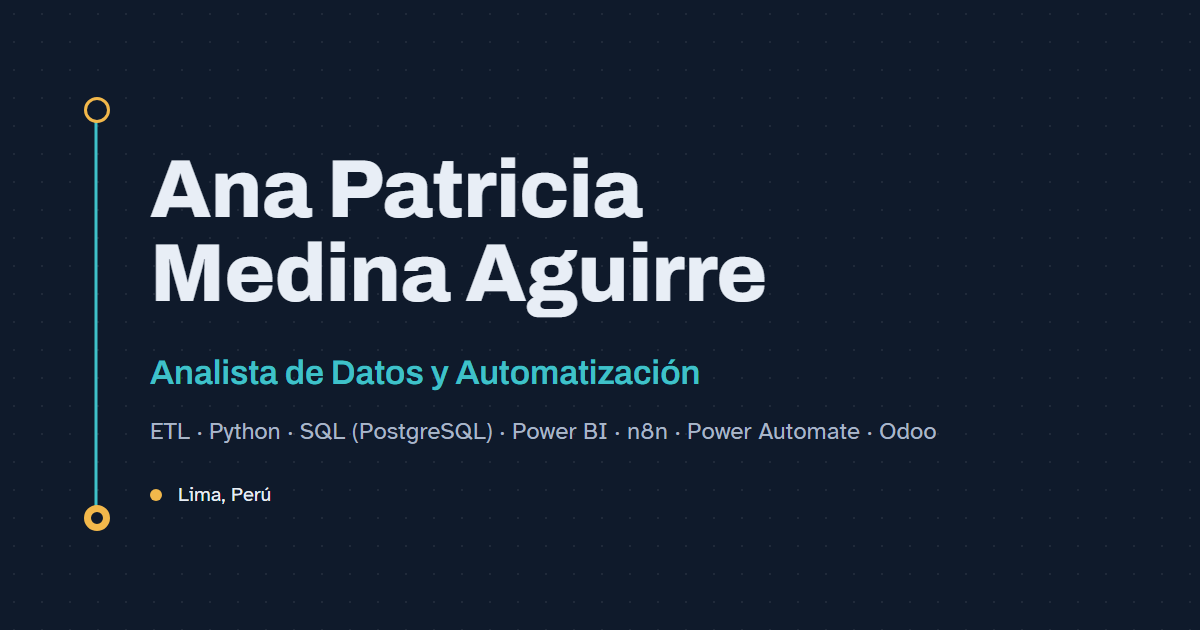 Ana Patricia
Medina Aguirre
Analista de Datos y Automatización
ETL · Python · SQL (PostgreSQL) · Power BI · n8n · Power Automate · Odoo
Lima, Perú